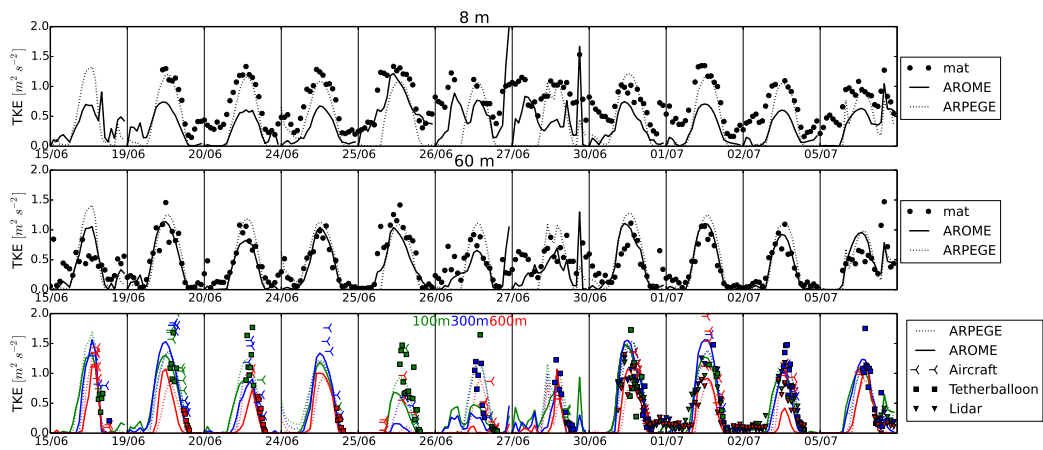 8 m
2.0
1.5
1.0
0.5
0.0
TKE [m² s⁻²]
15/06 19/06 20/06 24/06 25/06 26/06 27/06 30/06 01/07 02/07 05/07
mat
AROME
ARPEGE
60 m
2.0
1.5
1.0
0.5
0.0
TKE [m² s⁻²]
15/06 19/06 20/06 24/06 25/06 26/06 27/06 30/06 01/07 02/07 05/07
mat
AROME
ARPEGE
100m300m600m
2.0
1.5
1.0
0.5
0.0
TKE [m² s⁻²]
15/06 19/06 20/06 24/06 25/06 26/06 27/06 30/06 01/07 02/07 05/07
ARPEGE
AROME
Aircraft
Tetherballoon
Lidar